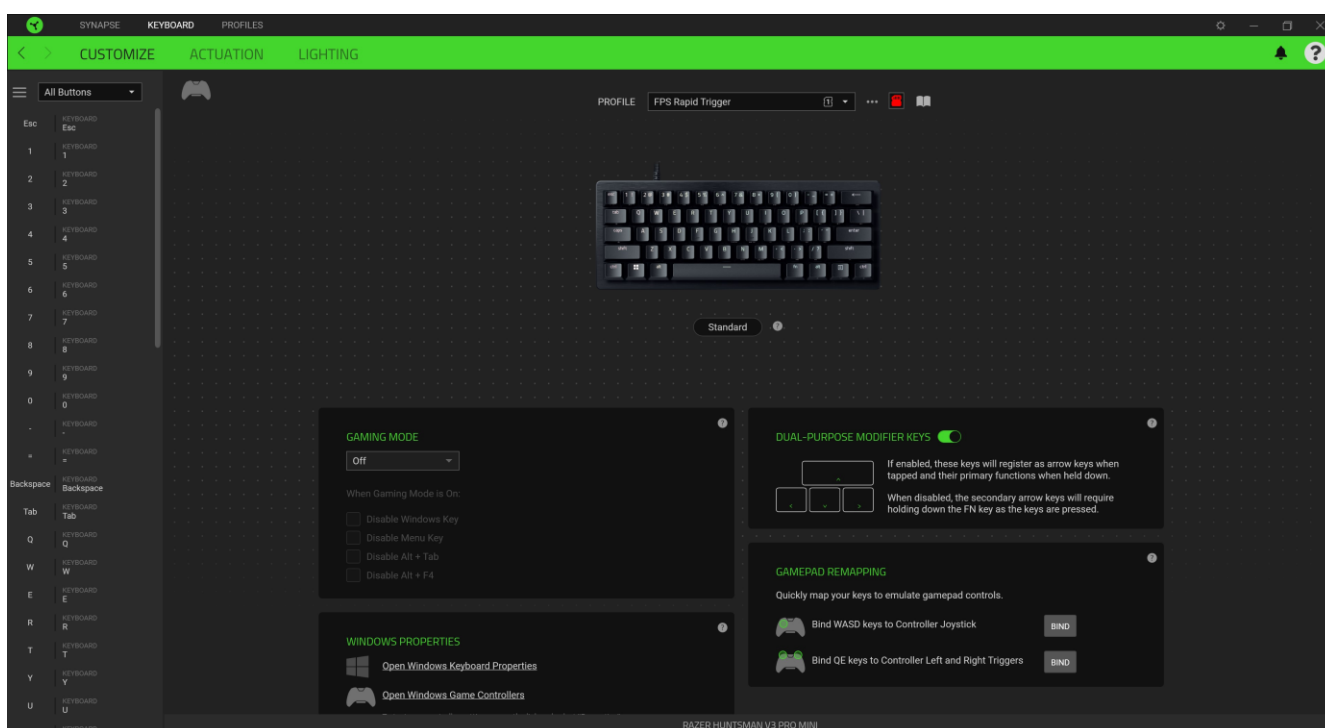 SYNAPSE KEYBOARD PROFILES
CUSTOMIZE ACTUATION LIGHTING
All Buttons
PROFILE FPS Rapid Trigger 1
Esc KEYBOARD Esc
1 KEYBOARD 1
2 KEYBOARD 2
3 KEYBOARD 3
4 KEYBOARD 4
5 KEYBOARD 5
6 KEYBOARD 6
7 KEYBOARD 7
8 KEYBOARD 8
9 KEYBOARD 9
0 KEYBOARD 0
- KEYBOARD -
= KEYBOARD =
Backspace KEYBOARD Backspace
Tab KEYBOARD Tab
Q KEYBOARD Q
W KEYBOARD W
E KEYBOARD E
R KEYBOARD R
T KEYBOARD T
Y KEYBOARD Y
U KEYBOARD U
Standard
GAMING MODE
Off
When Gaming Mode is On:
Disable Windows Key
Disable Menu Key
Disable Alt + Tab
Disable Alt + F4
WINDOWS PROPERTIES
Open Windows Keyboard Properties
Open Windows Game Controllers
DUAL-PURPOSE MODIFIER KEYS
If enabled, these keys will register as arrow keys when
tapped and their primary functions when held down.
When disabled, the secondary arrow keys will require
holding down the FN key as the keys are pressed.
GAMEPAD REMAPPING
Quickly map your keys to emulate gamepad controls.
Bind WASD keys to Controller Joystick BIND
Bind QE keys to Controller Left and Right Triggers BIND
RAZER HUNTSMAN V3 PRO MINI